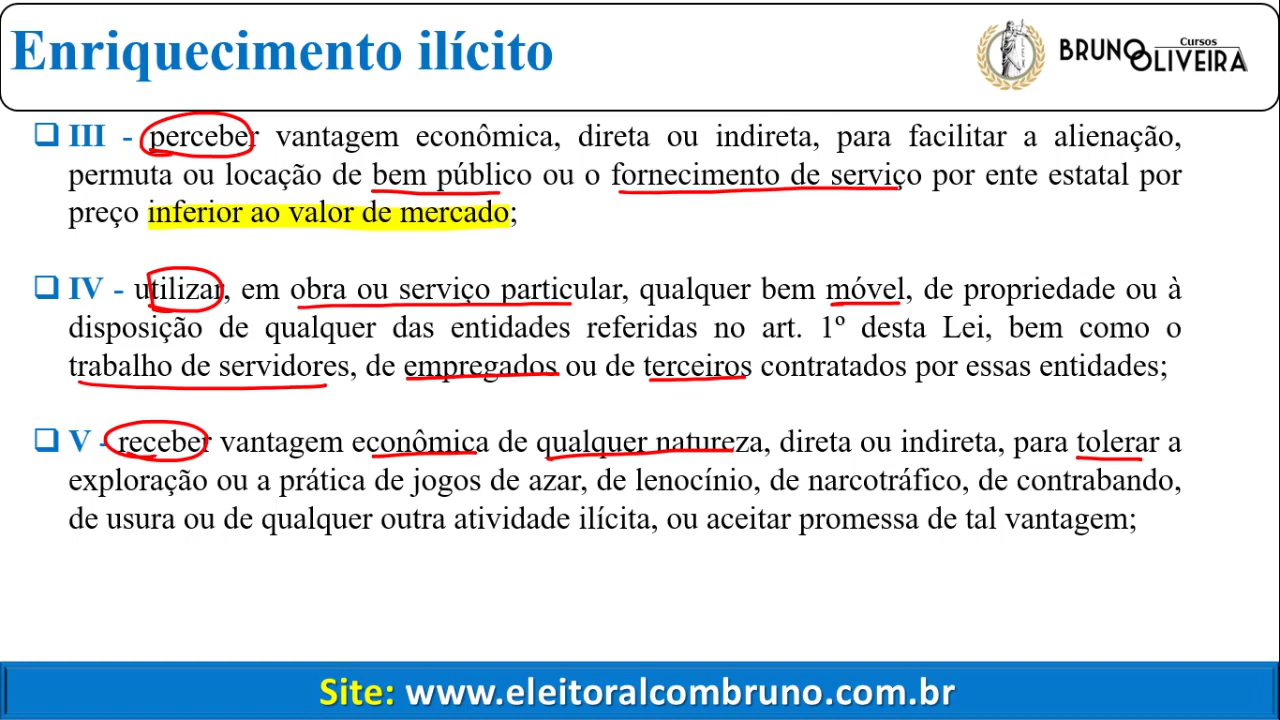 Enriquecimento ilícito
Cursos
BRUNO
OLIVEIRA
III - perceber vantagem econômica, direta ou indireta, para facilitar a alienação,
permuta ou locação de bem público ou o fornecimento de serviço por ente estatal por
preço inferior ao valor de mercado;
IV - utilizar, em obra ou serviço particular, qualquer bem móvel, de propriedade ou à
disposição de qualquer das entidades referidas no art. 1º desta Lei, bem como o
trabalho de servidores, de empregados ou de terceiros contratados por essas entidades;
V - receber vantagem econômica de qualquer natureza, direta ou indireta, para tolerar a
exploração ou a prática de jogos de azar, de lenocínio, de narcotráfico, de contrabando,
de usura ou de qualquer outra atividade ilícita, ou aceitar promessa de tal vantagem;
Site: www.eleitoralcombruno.com.br